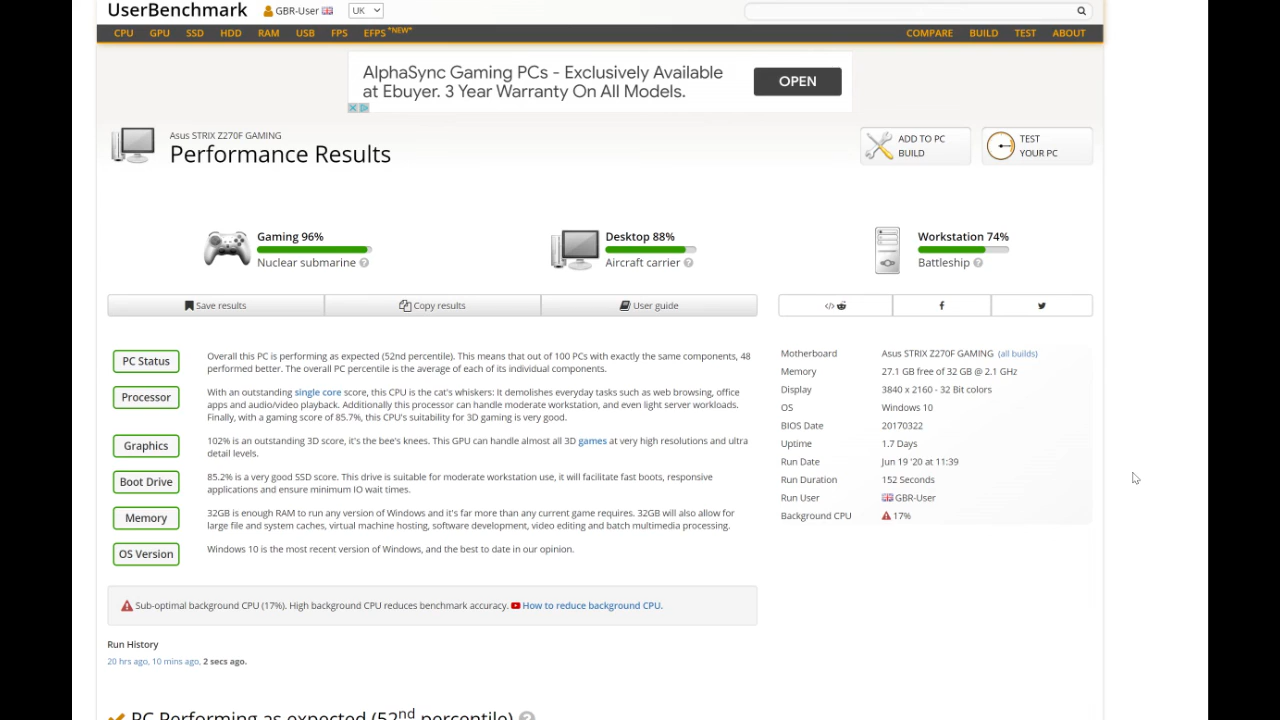 UserBenchmark GBR-User UK
CPU GPU SSD HDD RAM USB FPS EFPS *NEW* COMPARE BUILD TEST ABOUT
AlphaSync Gaming PCs - Exclusively Available
at Ebuyer. 3 Year Warranty On All Models.
OPEN
Asus STRIX Z270F GAMING
Performance Results
ADD TO PC
BUILD
TEST
YOUR PC
Gaming 96%
Nuclear submarine
Desktop 88%
Aircraft carrier
Workstation 74%
Battleship
Save results Copy results User guide
PC Status
Overall this PC is performing as expected (52nd percentile). This means that out of 100 PCs with exactly the same components, 48
performed better. The overall PC percentile is the average of each of its individual components.
Processor
With an outstanding single core score, this CPU is the cat's whiskers: It demolishes everyday tasks such as web browsing, office
apps and audio/video playback. Additionally this processor can handle moderate workstation, and even light server workloads.
Finally, with a gaming score of 85.7%, this CPU's suitability for 3D gaming is very good.
Graphics
102% is an outstanding 3D score, it's the bee's knees. This GPU can handle almost all 3D games at very high resolutions and ultra
detail levels.
Boot Drive
85.2% is a very good SSD score. This drive is suitable for moderate workstation use, it will facilitate fast boots, responsive
applications and ensure minimum IO wait times.
Memory
32GB is enough RAM to run any version of Windows and it's far more than any current game requires. 32GB will also allow for
large file and system caches, virtual machine hosting, software development, video editing and batch multimedia processing.
OS Version
Windows 10 is the most recent version of Windows, and the best to date in our opinion.
Motherboard Asus STRIX Z270F GAMING (all builds)
Memory 27.1 GB free of 32 GB @ 2.1 GHz
Display 3840 x 2160 - 32 Bit colors
OS Windows 10
BIOS Date 20170322
Uptime 1.7 Days
Run Date Jun 19 '20 at 11:39
Run Duration 152 Seconds
Run User GBR-User
Background CPU 17%
Sub-optimal background CPU (17%). High background CPU reduces benchmark accuracy. How to reduce background CPU.
Run History
20 hrs ago, 10 mins ago, 2 secs ago.
PC Performing as expected (52nd percentile)